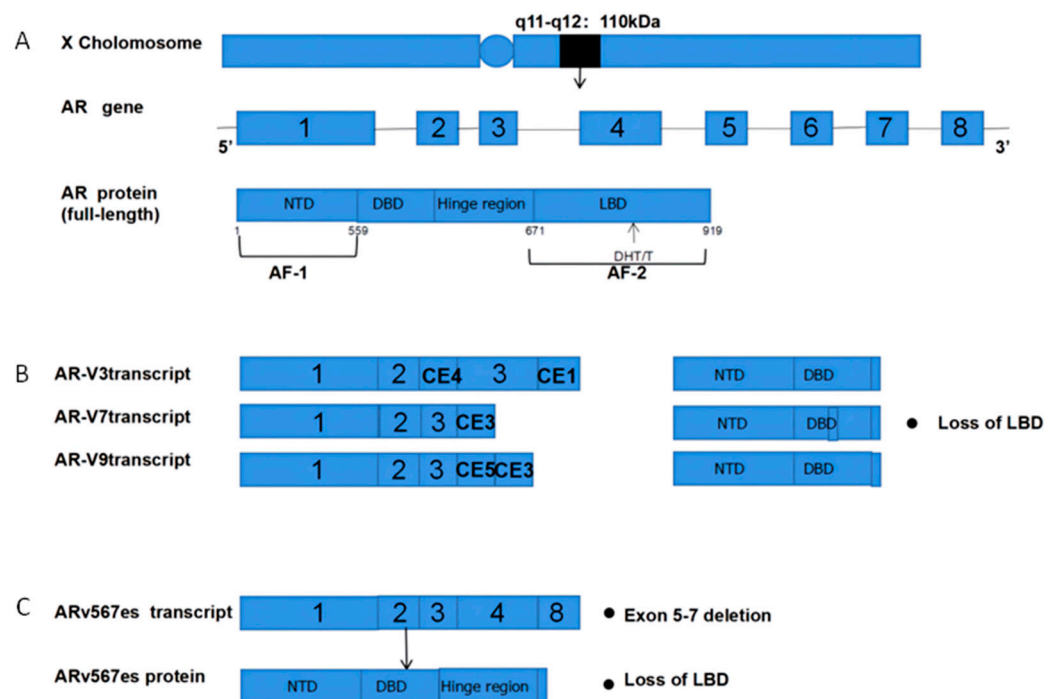 q11-q12: 110kDa
A X Cholomosome
AR gene
1 2 3 4 5 6 7 8
5' 3'
AR protein
(full-length)
NTD DBD Hinge region LBD
1 559 671 919
DHT/T
AF-1 AF-2
B AR-V3transcript 1 2 CE4 3 CE1 NTD DBD
AR-V7transcript 1 2 3 CE3 NTD DBD ● Loss of LBD
AR-V9transcript 1 2 3 CE5 CE3 NTD DBD
C ARv567es transcript 1 2 3 4 8 ● Exon 5-7 deletion
ARv567es protein NTD DBD Hinge region ● Loss of LBD